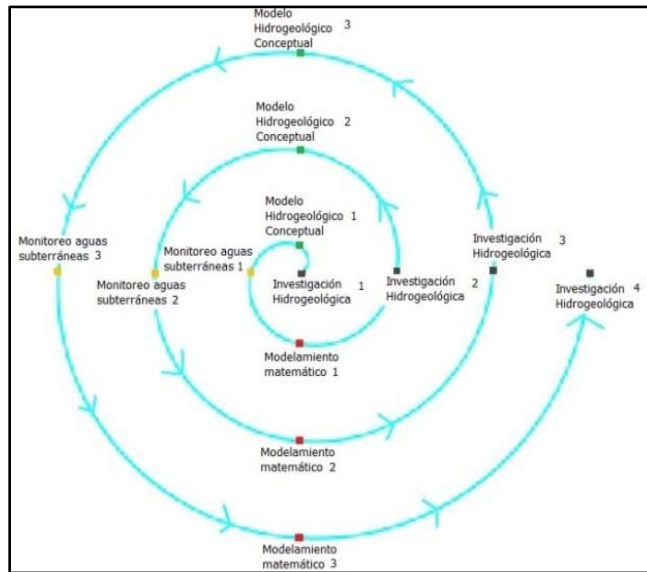 Modelo
Hidrogeológico 3
Conceptual
Modelo
Hidrogeológico 2
Conceptual
Modelo
Hidrogeológico 1
Conceptual
Monitoreo aguas
subterráneas 3
Monitoreo aguas
subterráneas 2
Monitoreo aguas
subterráneas 1
Investigación 1
Hidrogeológica
Investigación 2
Hidrogeológica
Investigación 3
Hidrogeológica
Investigación 4
Hidrogeológica
Modelamiento
matemático 1
Modelamiento
matemático 2
Modelamiento
matemático 3